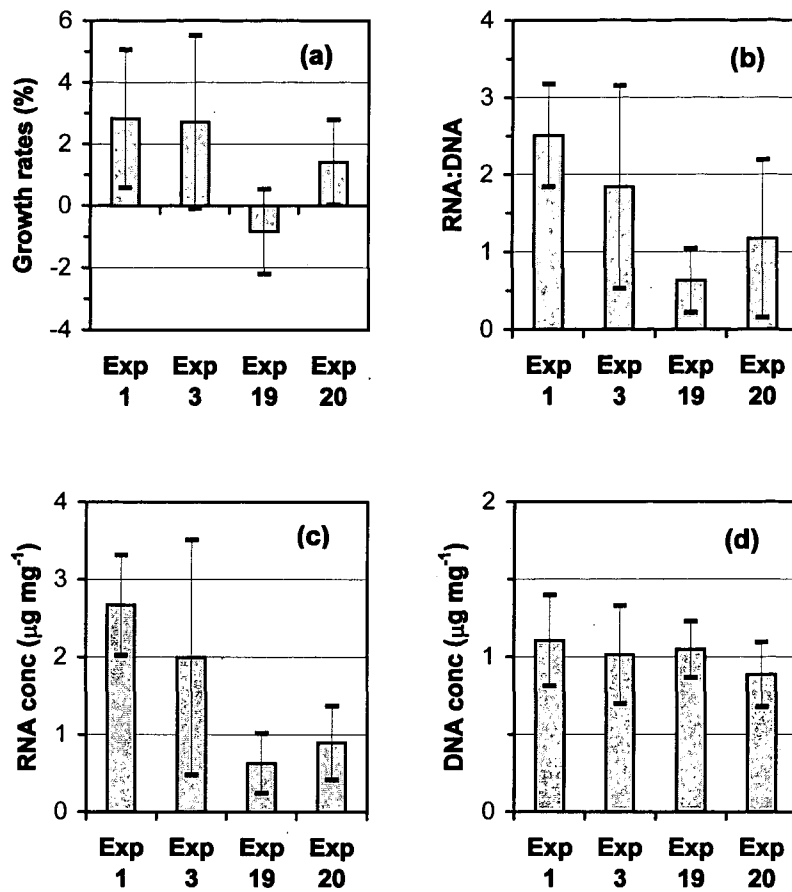 (a)
Growth rates (%)
6
4
2
0
-2
-4
Exp 1
Exp 3
Exp 19
Exp 20
(b)
RNA:DNA
4
3
2
1
0
Exp 1
Exp 3
Exp 19
Exp 20
(c)
RNA conc (µg mg⁻¹)
4
3
2
1
0
Exp 1
Exp 3
Exp 19
Exp 20
(d)
DNA conc (µg mg⁻¹)
2
1
0
Exp 1
Exp 3
Exp 19
Exp 20